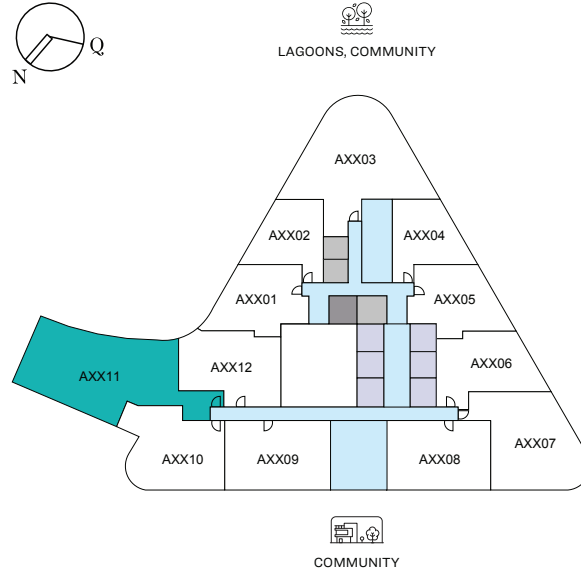 Q
N
LAGOONS, COMMUNITY
AXX03
AXX02
AXX04
AXX01
AXX05
AXX12
AXX06
AXX11
AXX10
AXX09
AXX08
AXX07
COMMUNITY